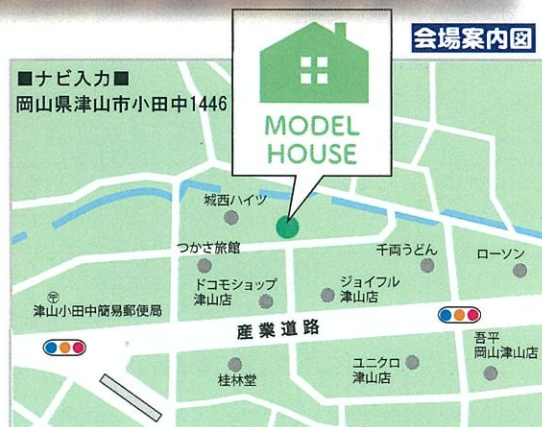 会場案内図
■ナビ入力■
岡山県津山市小田中1446
MODEL
HOUSE
城西ハイツ
つかさ旅館
千両うどん
ローソン
ドコモショップ
津山店
ジョイフル
津山店
〒
津山小田中簡易郵便局
産業道路
吾平
岡山津山店
ユニクロ
津山店
桂林堂